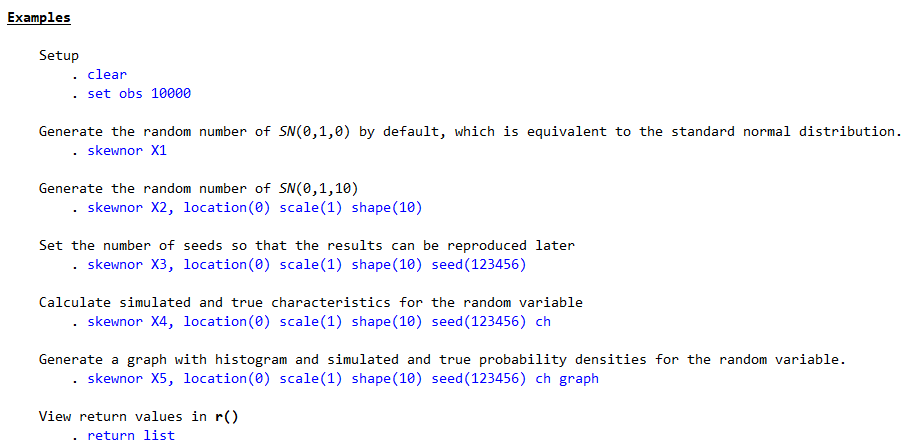 Examples
Setup
. clear
. set obs 10000
Generate the random number of SN(0,1,0) by default, which is equivalent to the standard normal distribution.
. skewnor X1
Generate the random number of SN(0,1,10)
. skewnor X2, location(0) scale(1) shape(10)
Set the number of seeds so that the results can be reproduced later
. skewnor X3, location(0) scale(1) shape(10) seed(123456)
Calculate simulated and true characteristics for the random variable
. skewnor X4, location(0) scale(1) shape(10) seed(123456) ch
Generate a graph with histogram and simulated and true probability densities for the random variable.
. skewnor X5, location(0) scale(1) shape(10) seed(123456) ch graph
View return values in r()
. return list